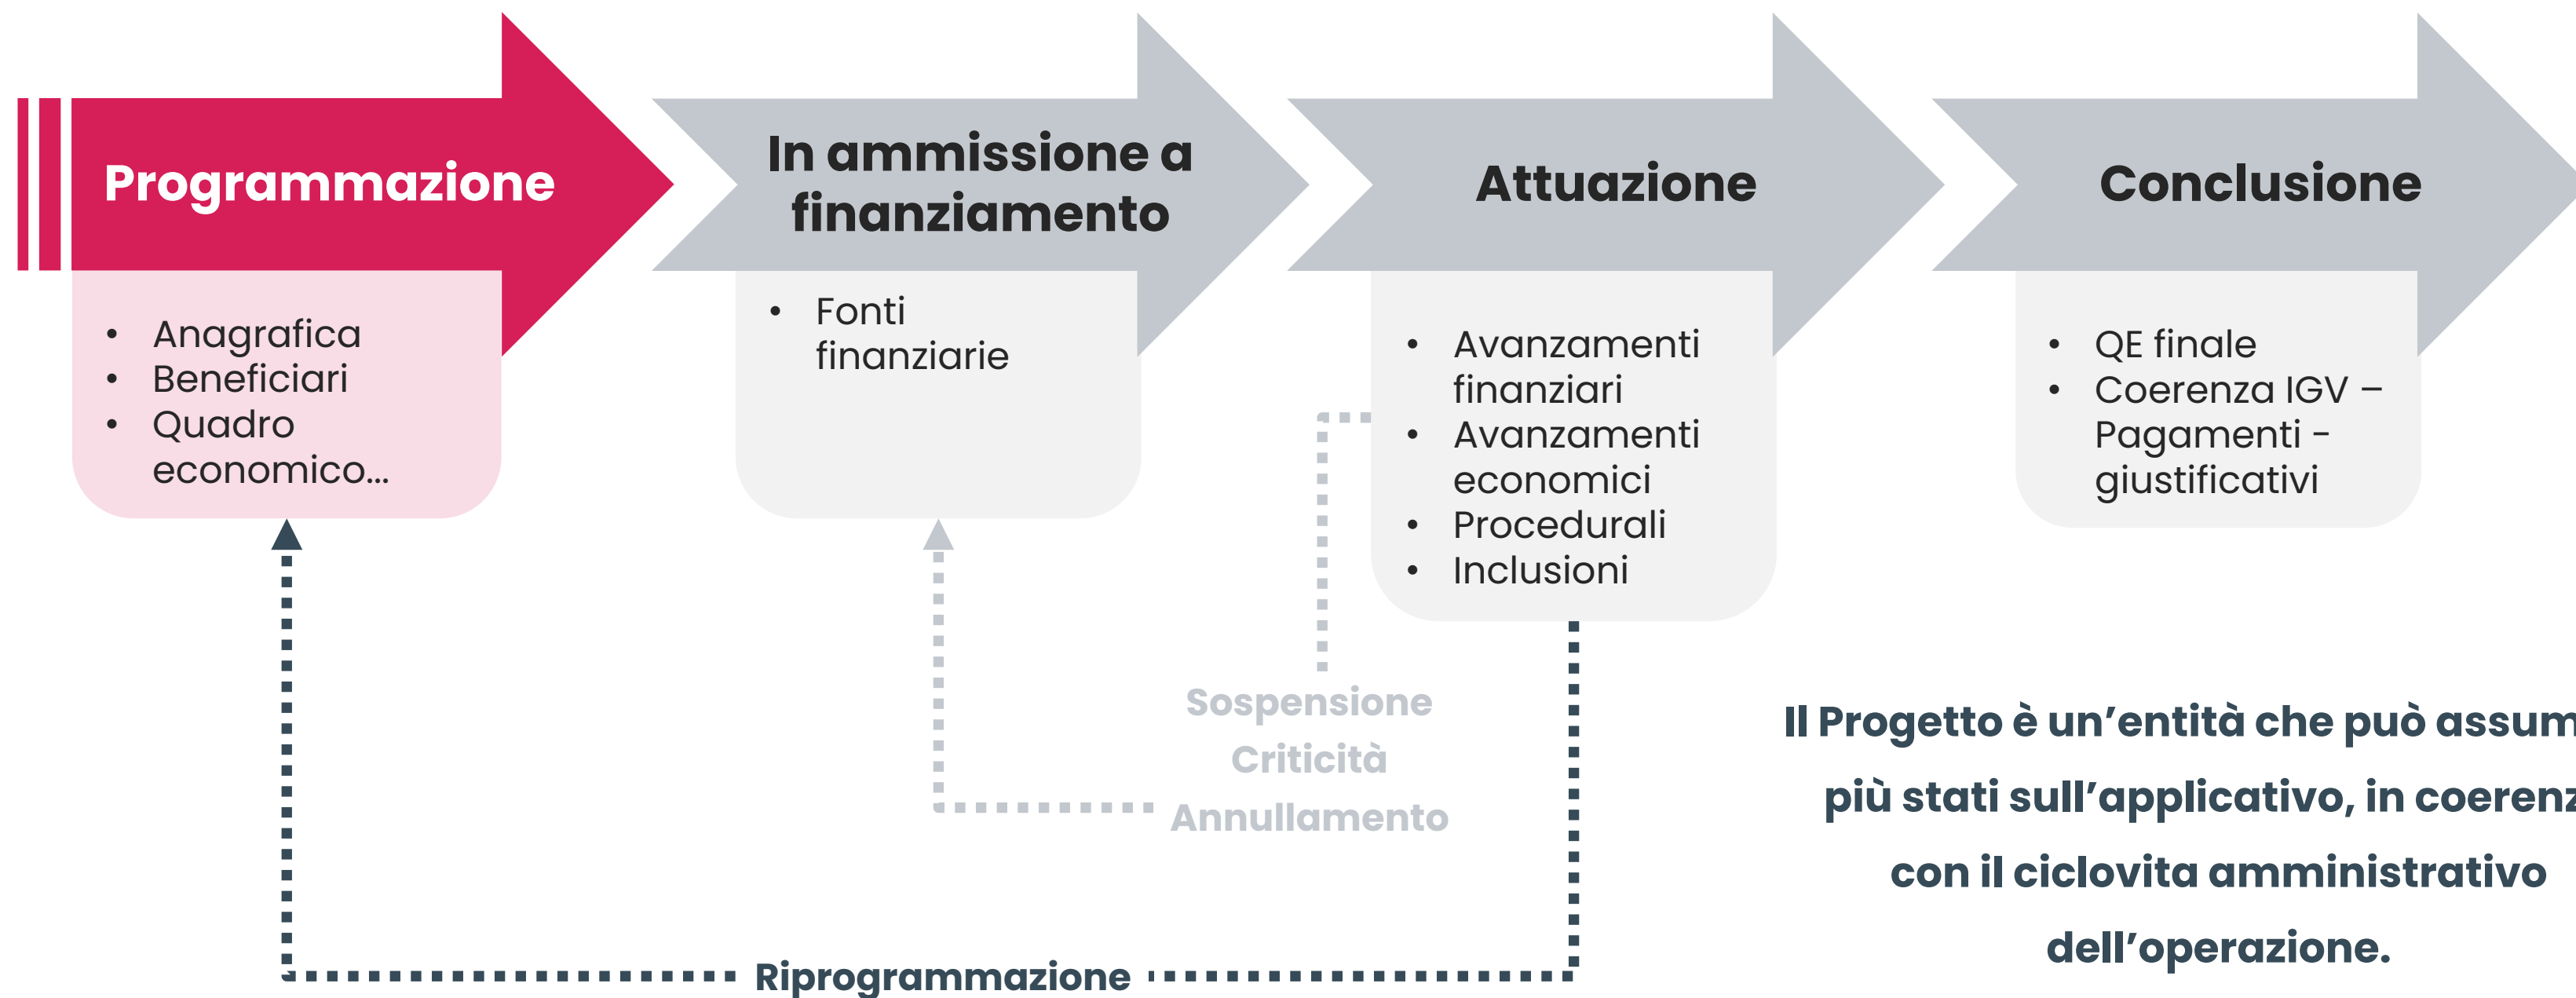 Programmazione
• Anagrafica
• Beneficiari
• Quadro
economico...
In ammissione a
finanziamento
• Fonti
finanziarie
Attuazione
• Avanzamenti
finanziari
• Avanzamenti
economici
• Procedurali
• Inclusioni
Conclusione
• QE finale
• Coerenza IGV –
Pagamenti -
giustificativi
Sospensione
Criticità
Annullamento
Riprogrammazione
Il Progetto è un’entità che può
più stati sull’applicativo, in
con il ciclovita amministrativo
dell’operazione.